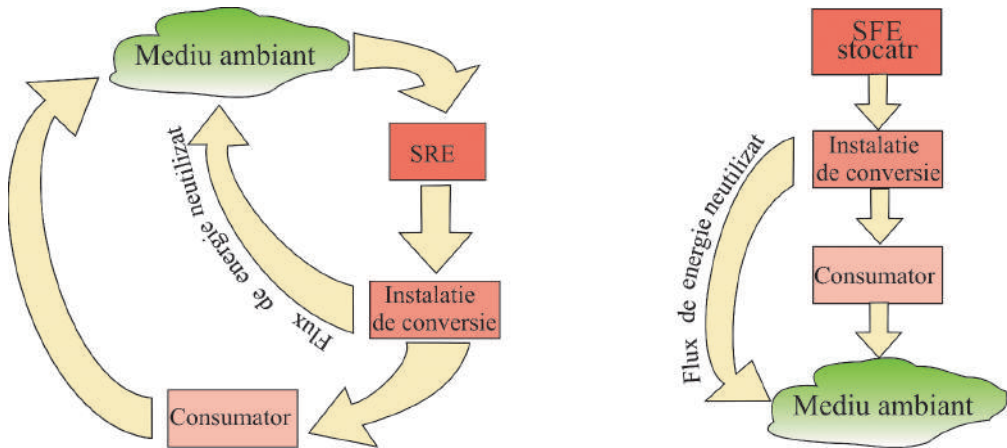 Mediu ambiant
SRE
Flux de energie neutilizat
Instalatie
de conversie
Consumator
SFE
stocatr
Instalatie
de conversie
Flux de energie neutilizat
Consumator
Mediu ambiant